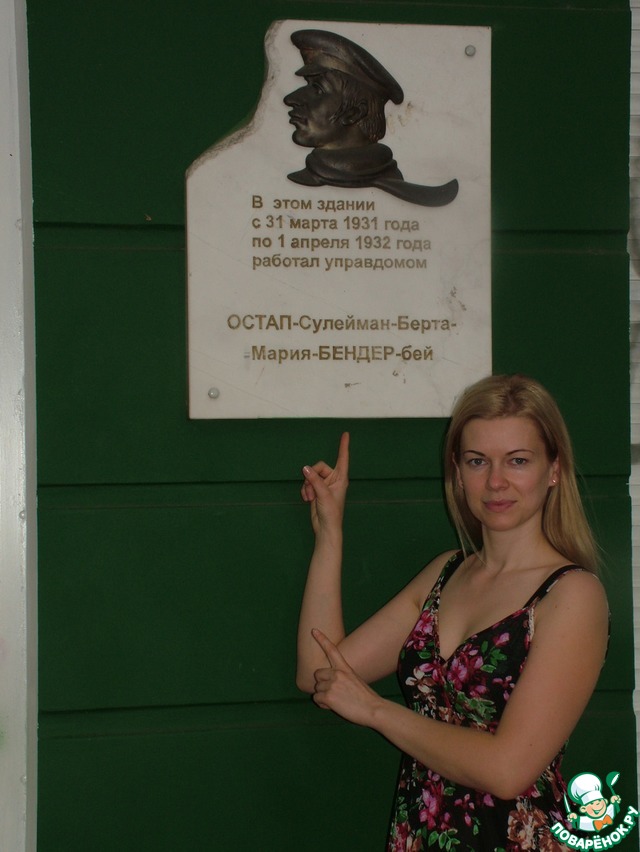 В этом здании
с 31 марта 1931 года
по 1 апреля 1932 года
работал управдомом
ОСТАП-Сулейман-Берта-
Мария-БЕНДЕР-бей
ПОВАРЁНОК.РУ